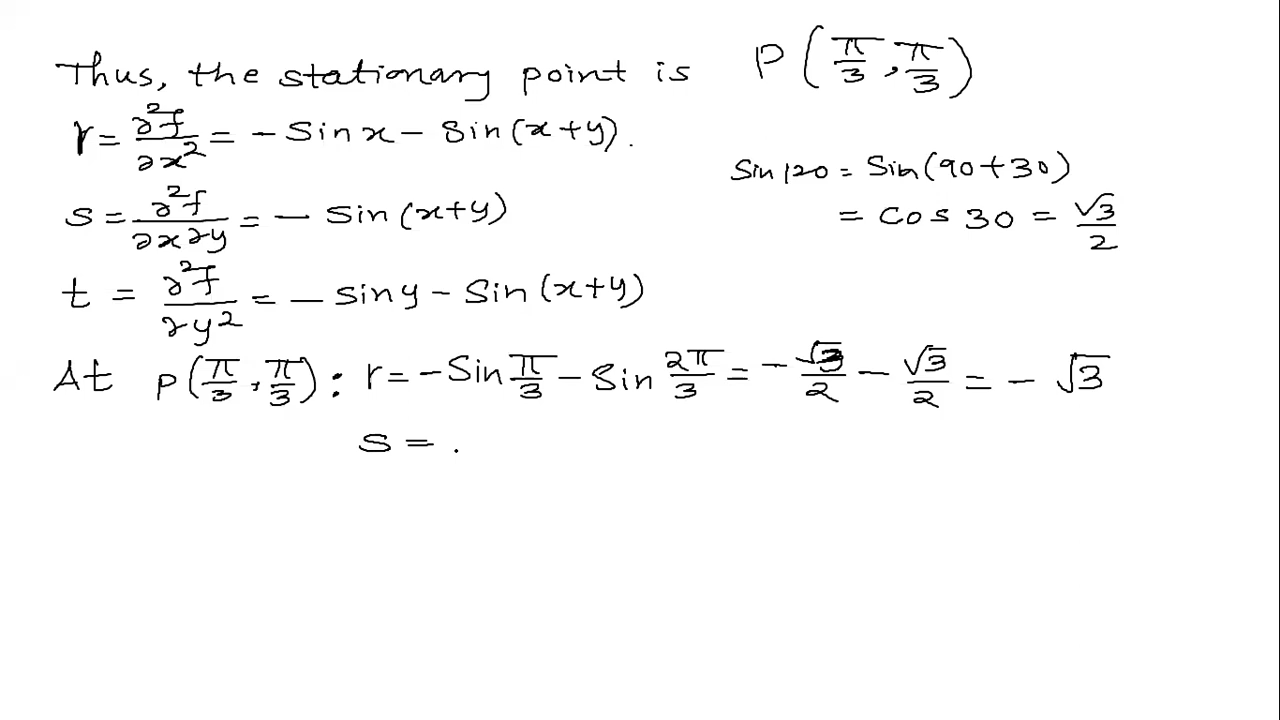 Thus, the stationary point is P(π/3, π/3)
r = ∂²f/∂x² = - Sin x - Sin(x+y).
Sin 120 = Sin(90+30)
= Cos 30 = √3/2
s = ∂²f/∂x∂y = - Sin(x+y)
t = ∂²f/∂y² = - Sin y - Sin(x+y)
At P(π/3, π/3) : r = - Sin π/3 - Sin 2π/3 = - √3/2 - √3/2 = - √3
s = .